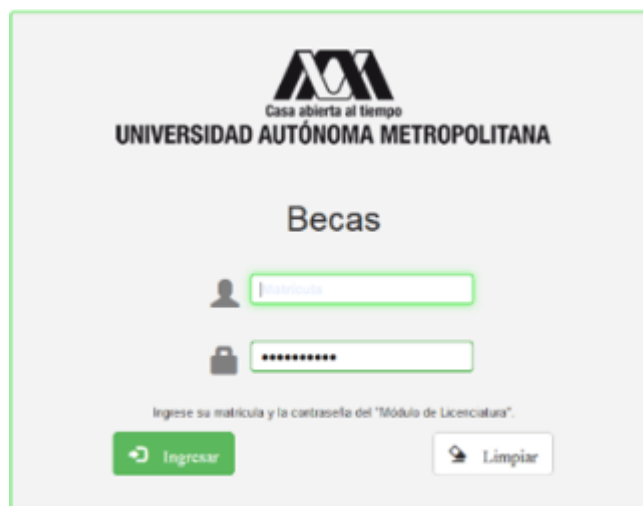 Casa abierta al tiempo
UNIVERSIDAD AUTÓNOMA METROPOLITANA
Becas
Matrícula
••••••••••
Ingrese su matrícula y la contraseña del "Módulo de Licenciatura".
Ingresar
Limpiar